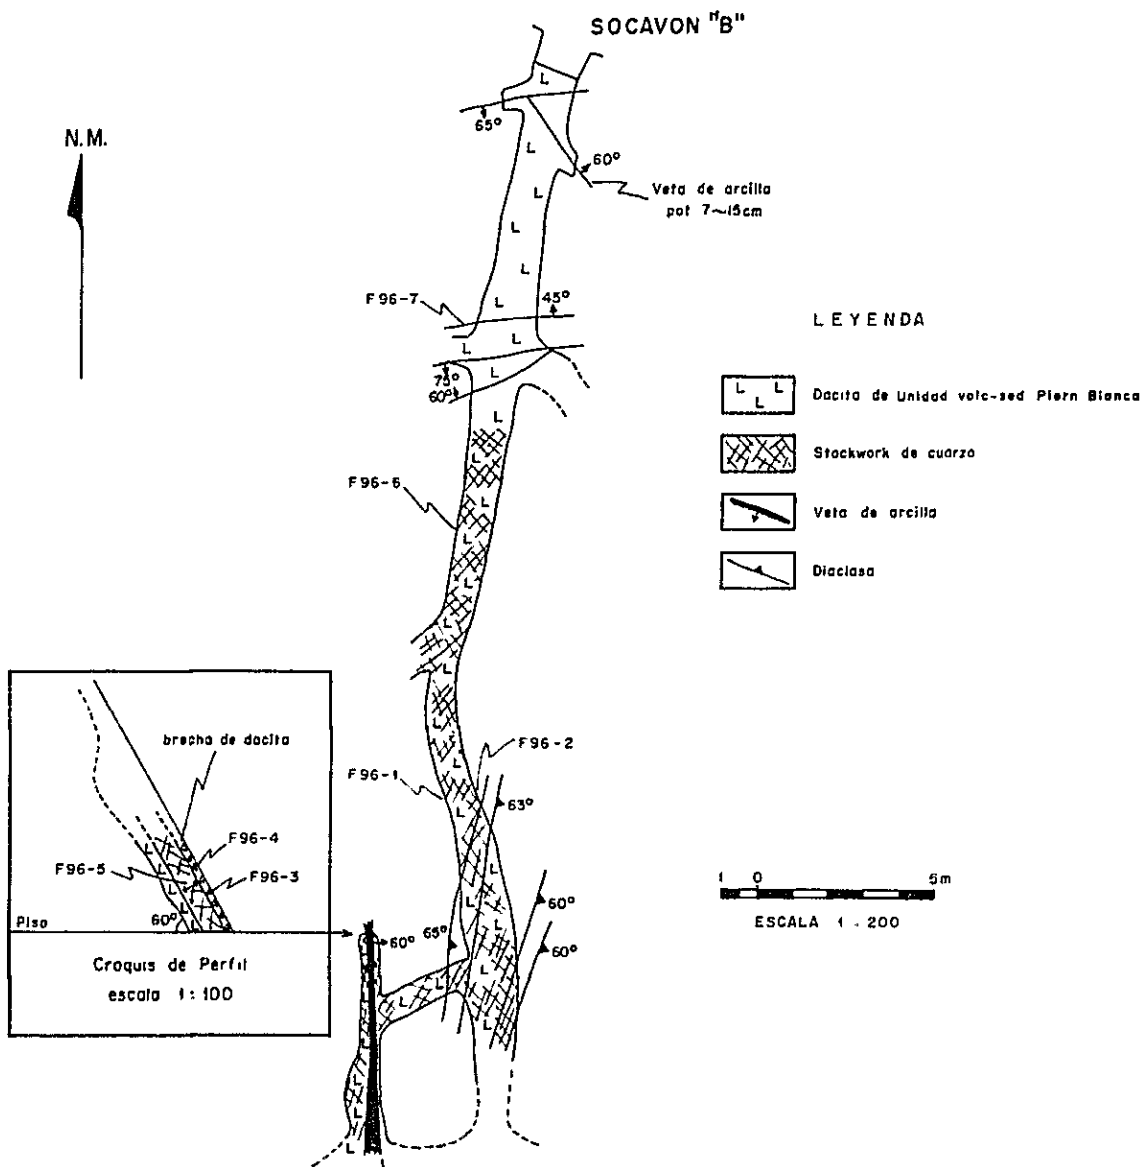 SOCAVON "B"
N.M.
L
65°
60°
L
Veta de arcilla
pot 7~15cm
L
L
L
F96-7
45°
L
L E Y E N D A
L
L
75°
60°
L
L L L
Dacita de Unidad volc-sed Piern Blanca
L
Stockwork de cuarzo
L
F96-6
L
Veta de arcilla
L
Diaclasa
L
L
L
L
brecha de dacita
F96-2
F96-1
L
L
63°
F96-4
F96-5
F96-3
L
60°
1 0 5m
ESCALA 1 - 200
Piso
60°
65°
60°
60°
Croquis de Perfil
escala 1:100
L
L
L
L
L